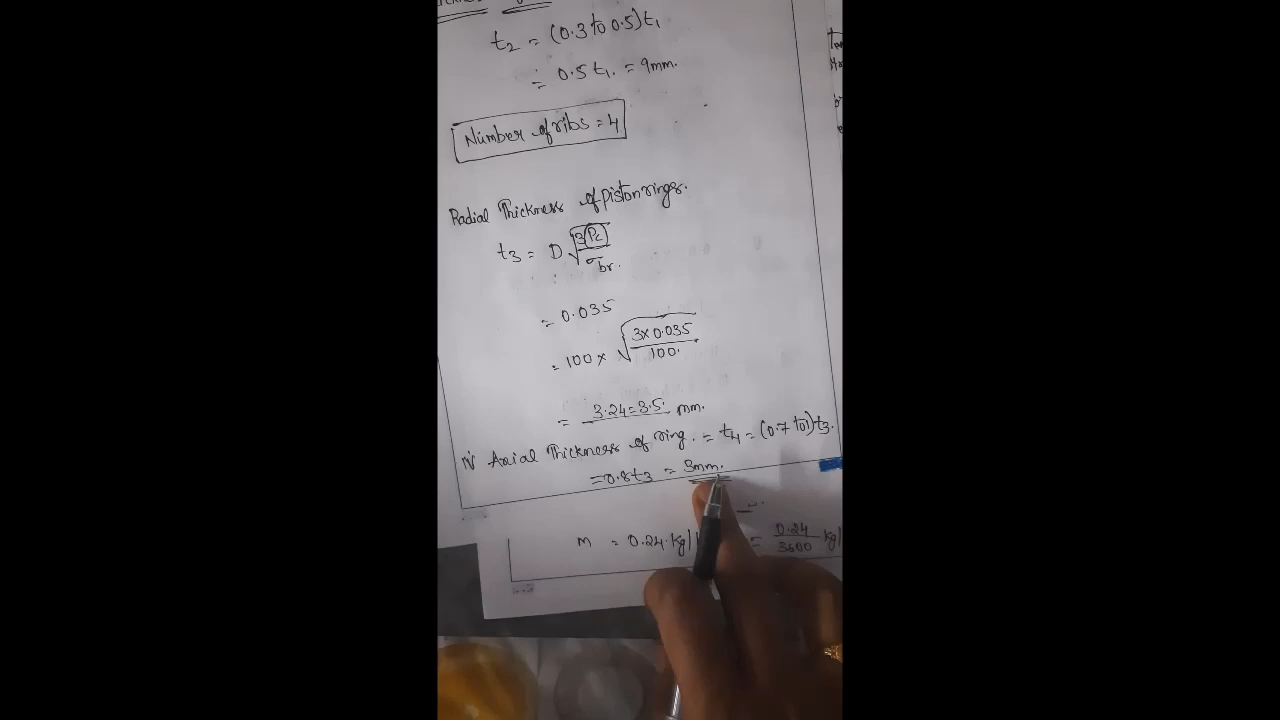 t2 = (0.3 to 0.5)t1
= 0.5 t1. = 9mm.
Number of ribs = 4
Radial Thickness of Piston rings.
t3 = D √3(Pc)/σbr.
= 0.035
= 100 × √3×0.035/100.
= 3.24 = 3.5. mm.
iv Axial Thickness of ring. = t4 = (0.7 to 1) t3.
= 0.8t3 = 3mm.
m = 0.24 kg/ = 0.24/3600 kg/